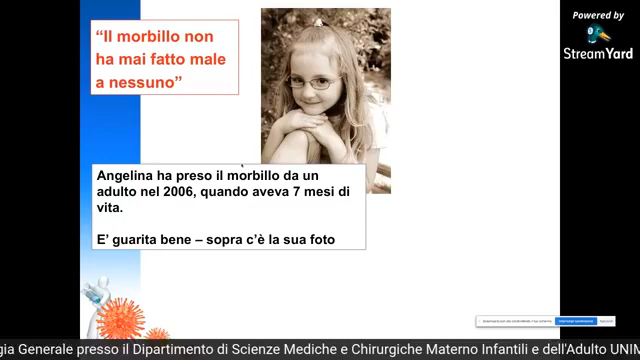 “Il morbillo non
ha mai fatto male
a nessuno”
Powered by
StreamYard
Angelina ha preso il morbillo da un
adulto nel 2006, quando aveva 7 mesi di
vita.
E’ guarita bene – sopra c’è la sua foto
gia Generale presso il Dipartimento di Scienze Mediche e Chirurgiche Materno Infantili e dell'Adulto UNIM